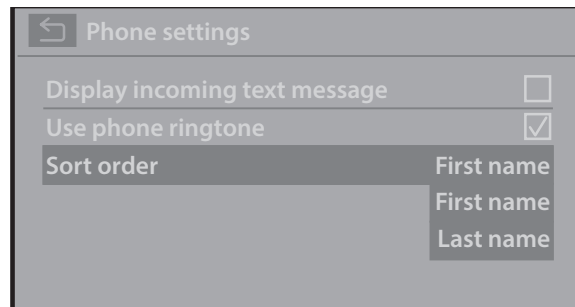 Phone settings
Display incoming text message
Use phone ringtone
Sort order First name
First name
Last name